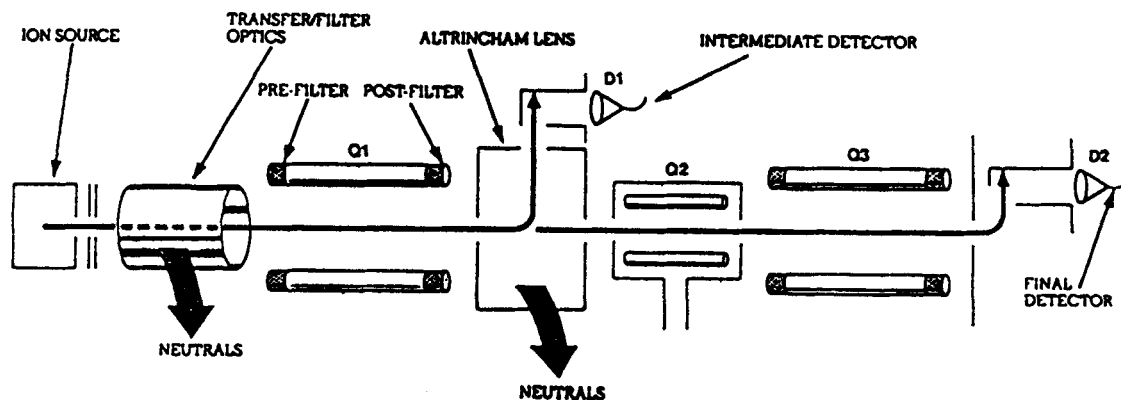 ION SOURCE
TRANSFER/FILTER
OPTICS
PRE-FILTER
POST-FILTER
ALTRINCHAM LENS
INTERMEDIATE DETECTOR
D1
Q1
Q2
Q3
D2
FINAL
DETECTOR
NEUTRALS
NEUTRALS